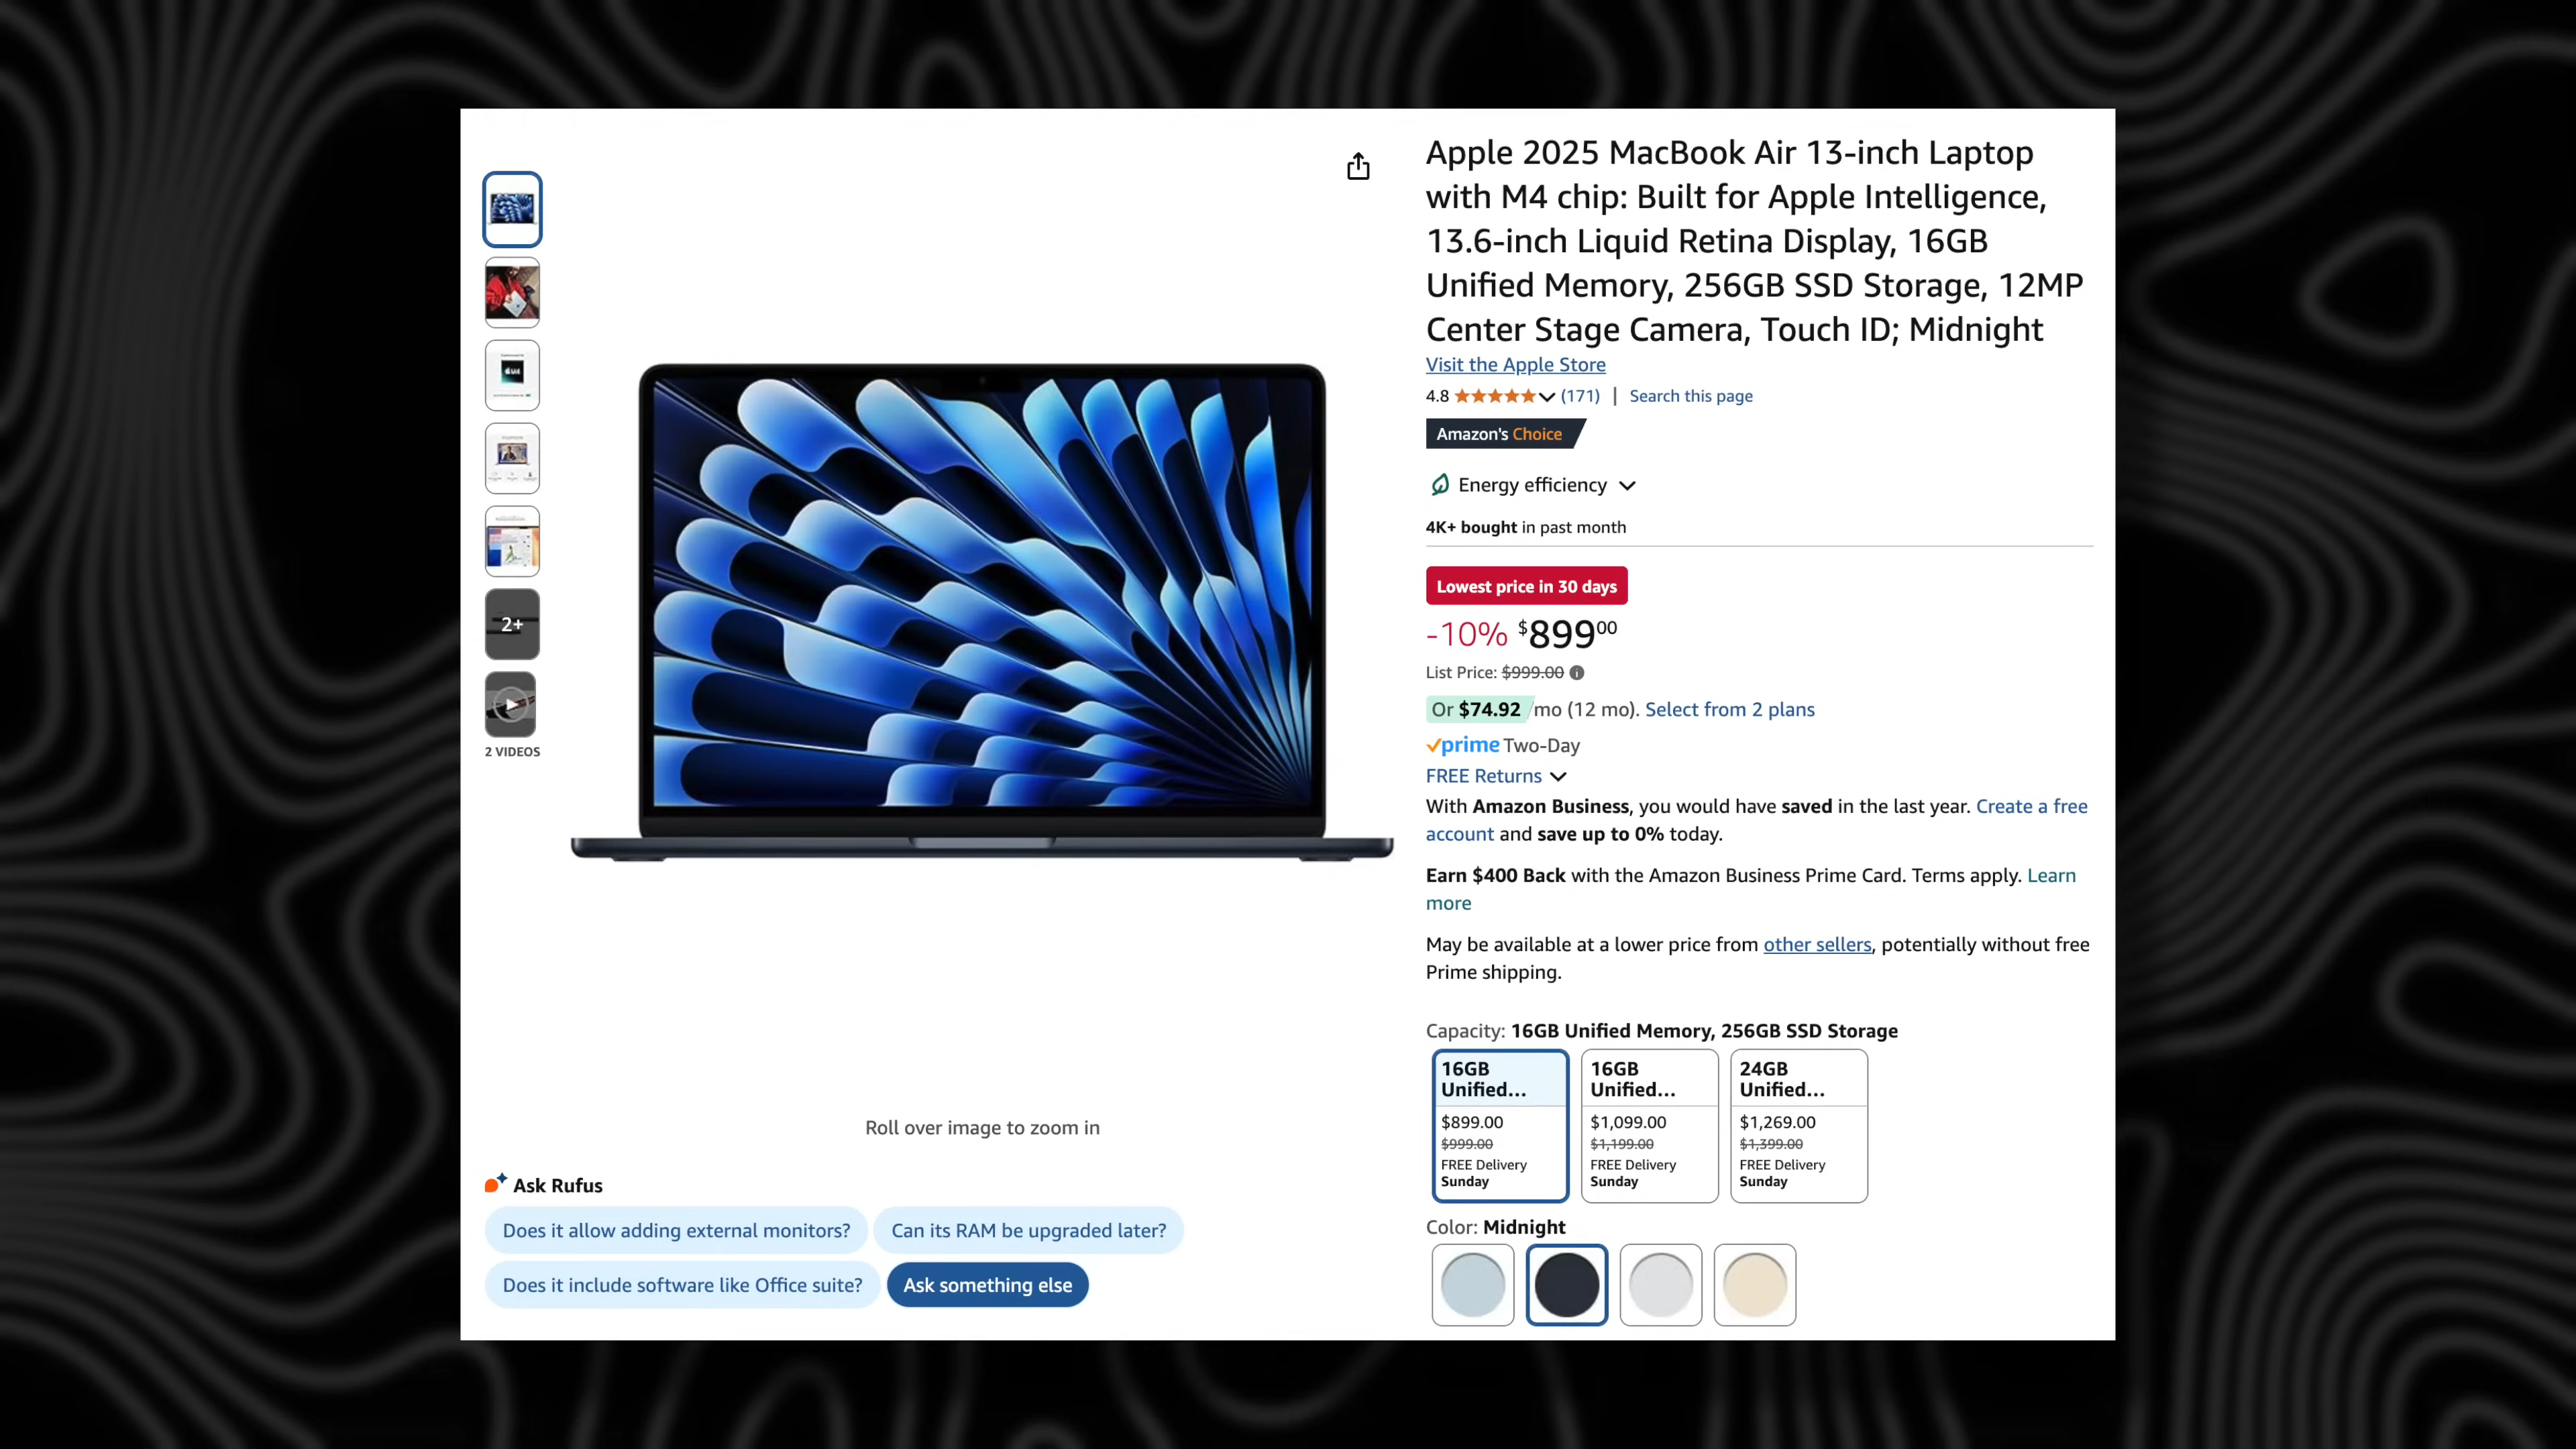 Apple 2025 MacBook Air 13-inch Laptop
with M4 chip: Built for Apple Intelligence,
13.6-inch Liquid Retina Display, 16GB
Unified Memory, 256GB SSD Storage, 12MP
Center Stage Camera, Touch ID; Midnight
Visit the Apple Store
4.8 (171) | Search this page
Amazon's Choice
Energy efficiency
4K+ bought in past month
Lowest price in 30 days
-10% $89900
List Price: $999.00
Or $74.92/mo (12 mo). Select from 2 plans
prime Two-Day
FREE Returns
With Amazon Business, you would have saved in the last year. Create a free
account and save up to 0% today.
Earn $400 Back with the Amazon Business Prime Card. Terms apply. Learn
more
May be available at a lower price from other sellers, potentially without free
Prime shipping.
Capacity: 16GB Unified Memory, 256GB SSD Storage
16GB
Unified...
$899.00
$999.00
FREE Delivery
Sunday
16GB
Unified...
$1,099.00
$1,199.00
FREE Delivery
Sunday
24GB
Unified...
$1,269.00
$1,399.00
FREE Delivery
Sunday
Color: Midnight
2+
2 VIDEOS
Roll over image to zoom in
Ask Rufus
Does it allow adding external monitors?
Can its RAM be upgraded later?
Does it include software like Office suite?
Ask something else